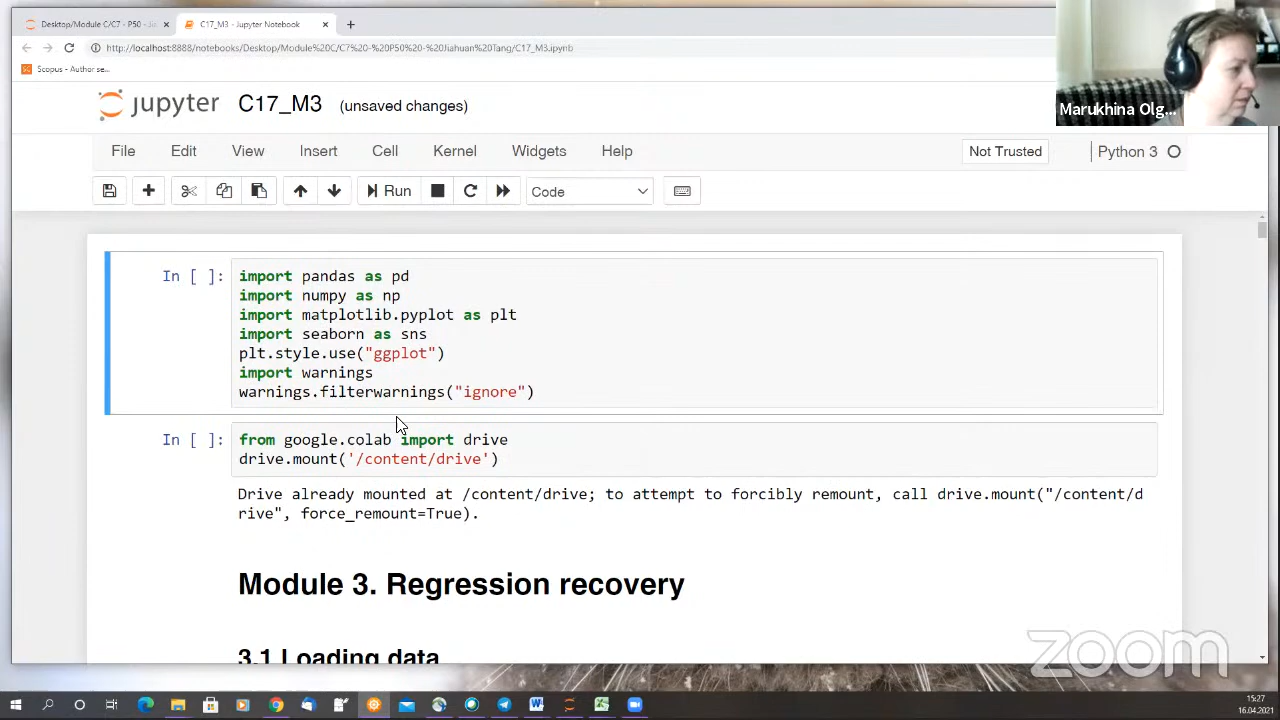 Desktop/Module C/C7 - P50 - Jia
C17_M3 - Jupyter Notebook
http://localhost:8888/notebooks/Desktop/Module%20C/C7%20-%20P50%20-%20Jiahuan%20Tang/C17_M3.ipynb
Scopus - Author se...
Marukhina Olg...
jupyter C17_M3 (unsaved changes)
File Edit View Insert Cell Kernel Widgets Help Not Trusted Python 3
Run Code
In [ ]: import pandas as pd
import numpy as np
import matplotlib.pyplot as plt
import seaborn as sns
plt.style.use("ggplot")
import warnings
warnings.filterwarnings("ignore")
In [ ]: from google.colab import drive
drive.mount('/content/drive')
Drive already mounted at /content/drive; to attempt to forcibly remount, call drive.mount("/content/d
rive", force_remount=True).
Module 3. Regression recovery
3.1 Loading data
zoom
15:27
16.04.2021